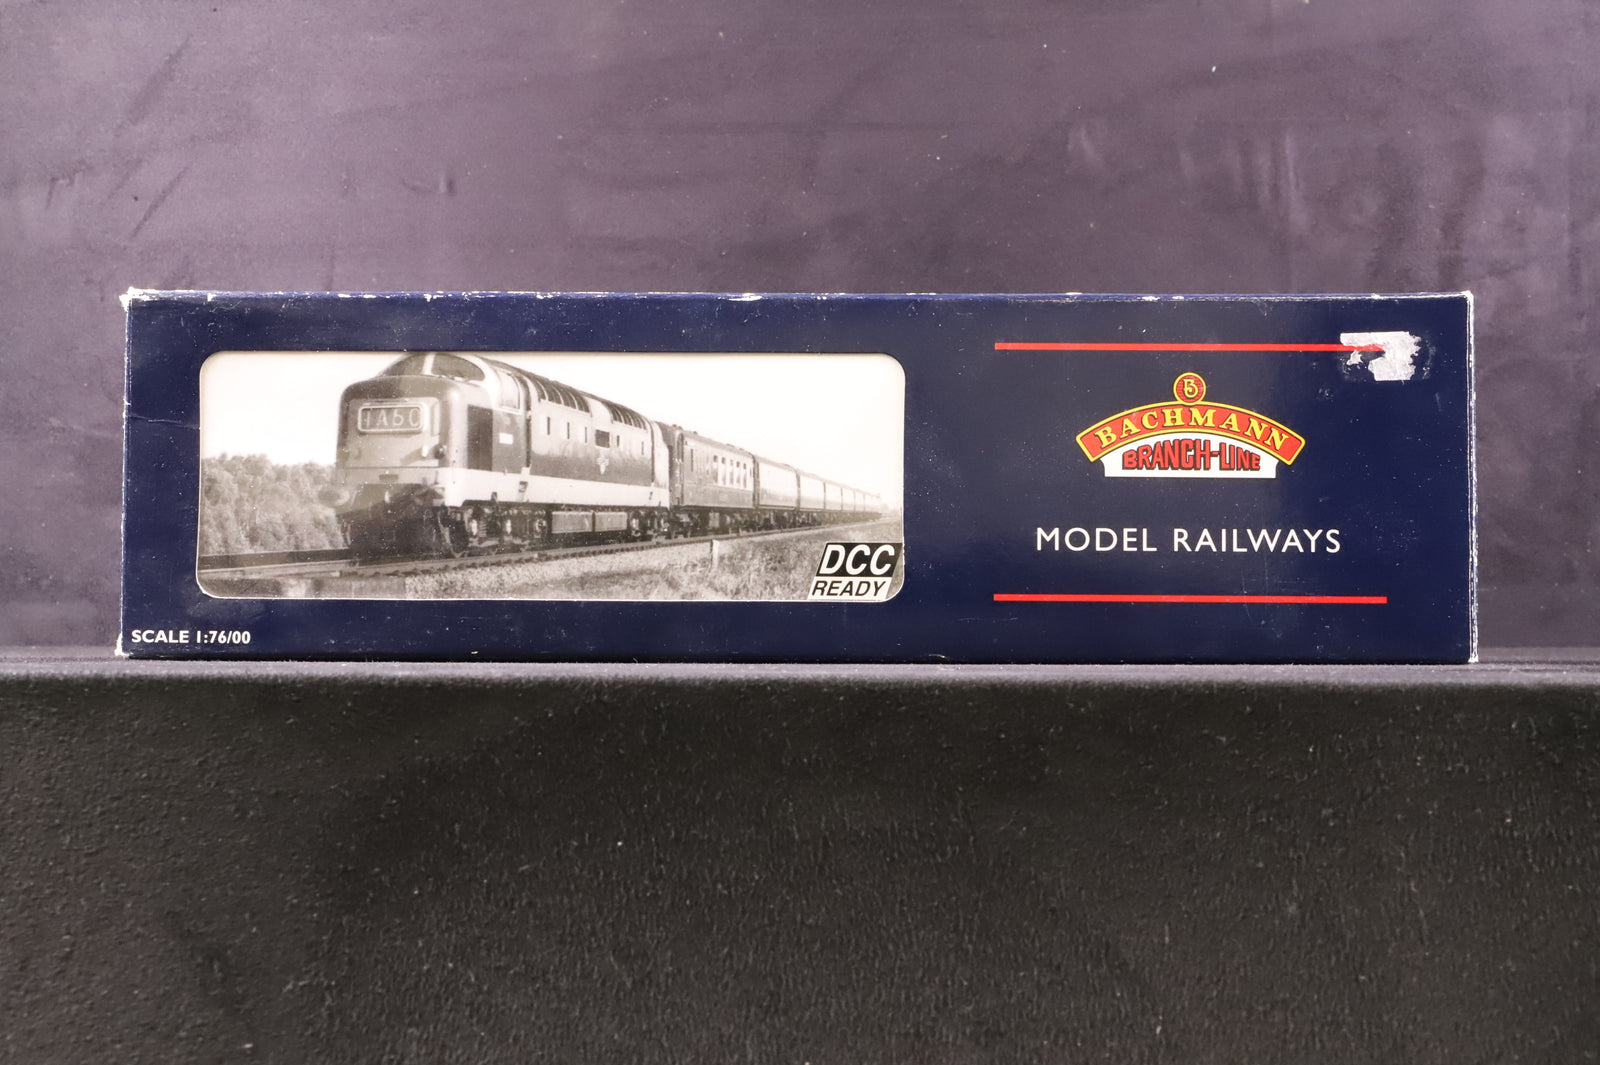 1A50
DCC
READY
SCALE 1:76/00
B
BACHMANN
BRANCH-LINE
MODEL RAILWAYS